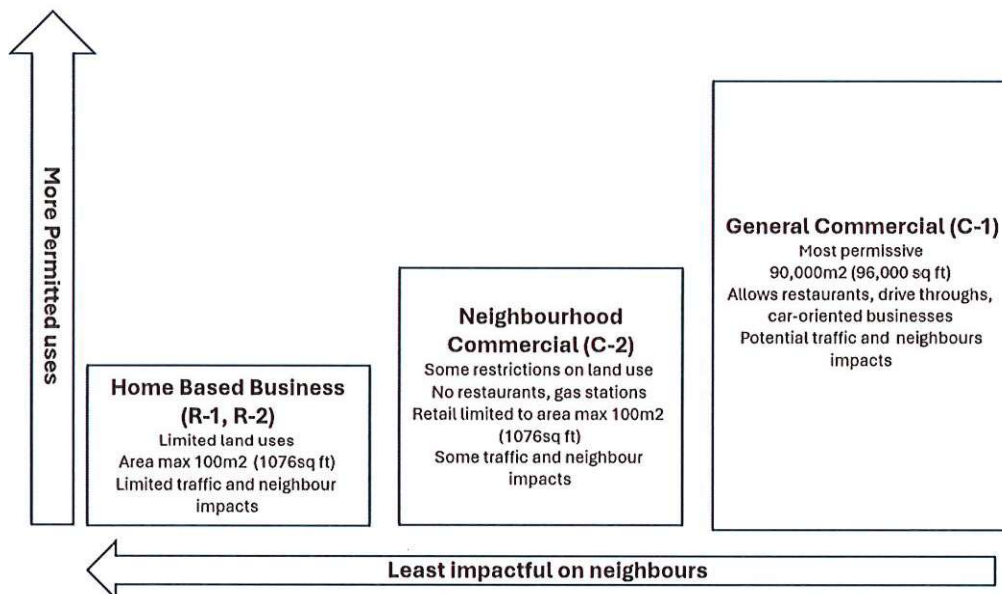 More Permitted uses
Home Based Business
(R-1, R-2)
Limited land uses
Area max 100m2 (1076sq ft)
Limited traffic and neighbour
impacts
Neighbourhood
Commercial (C-2)
Some restrictions on land use
No restaurants, gas stations
Retail limited to area max 100m2
(1076sq ft)
Some traffic and neighbour
impacts
General Commercial (C-1)
Most permissive
90,000m2 (96,000 sq ft)
Allows restaurants, drive throughs,
car-oriented businesses
Potential traffic and neighbours
impacts
Least impactful on neighbours